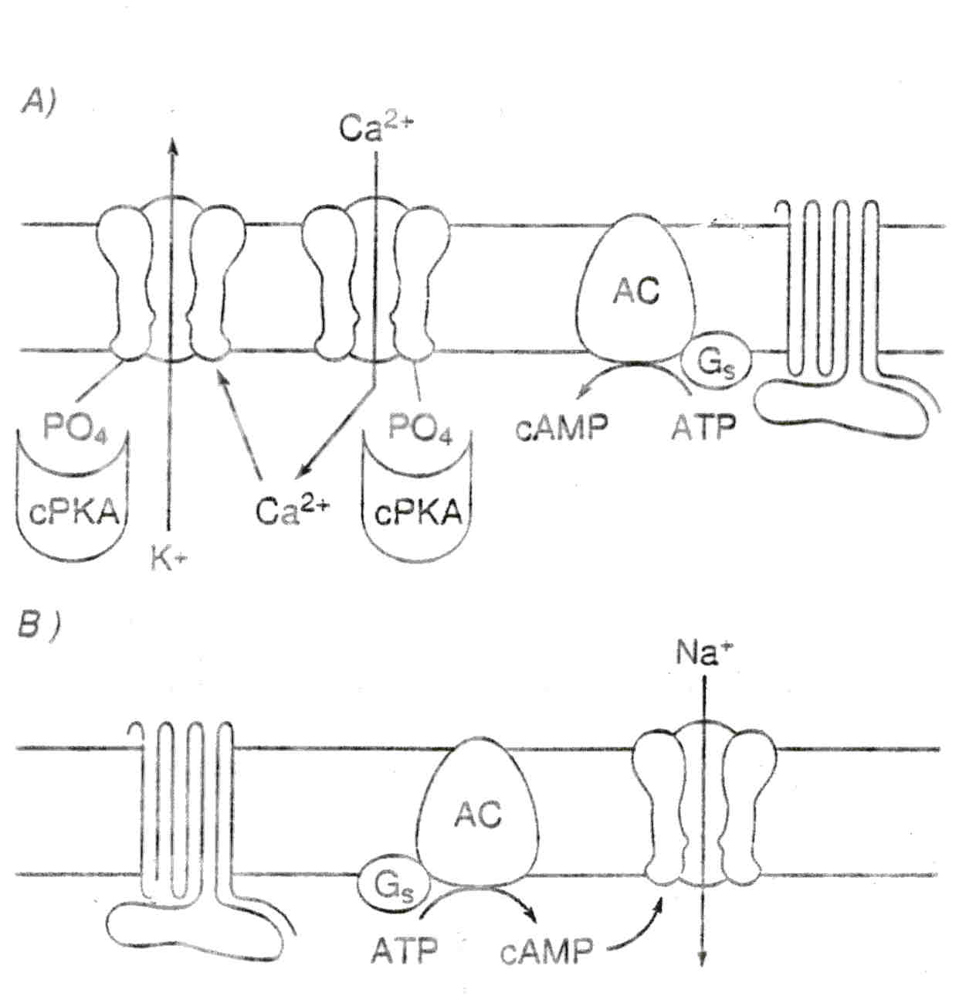 A)
Ca²⁺
AC
Gs
PO₄
PO₄
cAMP
ATP
cPKA
Ca²⁺
cPKA
K+
B)
Na⁺
AC
Gs
ATP
cAMP